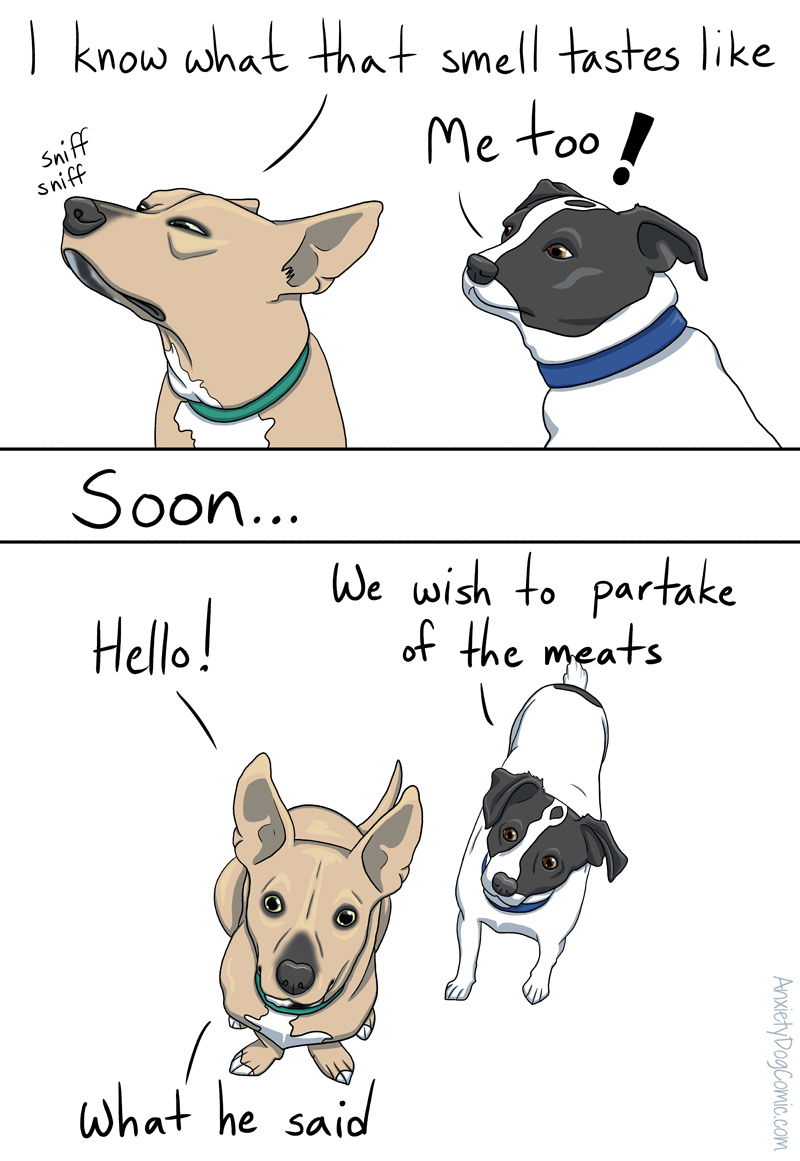 I know what that smell tastes like
Me too!
sniff
sniff
Soon...
Hello!
We wish to partake
of the meats
What he said
AnxietyDogComic.com